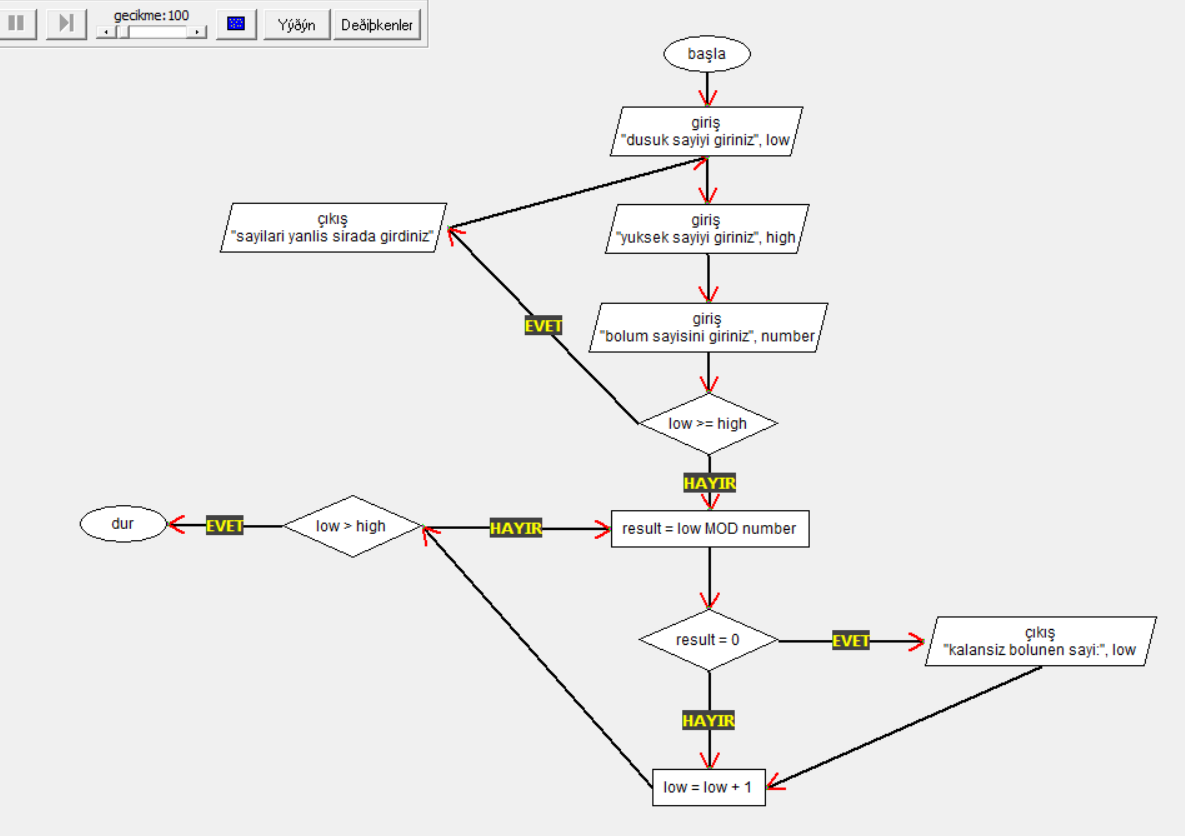 gecikme:100
Yýðýn
Deðiþkenler
başla
giriş
"dusuk sayiyi giriniz", low
çıkış
"sayilari yanlis sirada girdiniz"
giriş
"yuksek sayiyi giriniz", high
giriş
"bolum sayisini giriniz", number
EVET
low >= high
HAYIR
dur
EVET
low > high
HAYIR
result = low MOD number
result = 0
EVET
çıkış
"kalansiz bolunen sayi:", low
HAYIR
low = low + 1